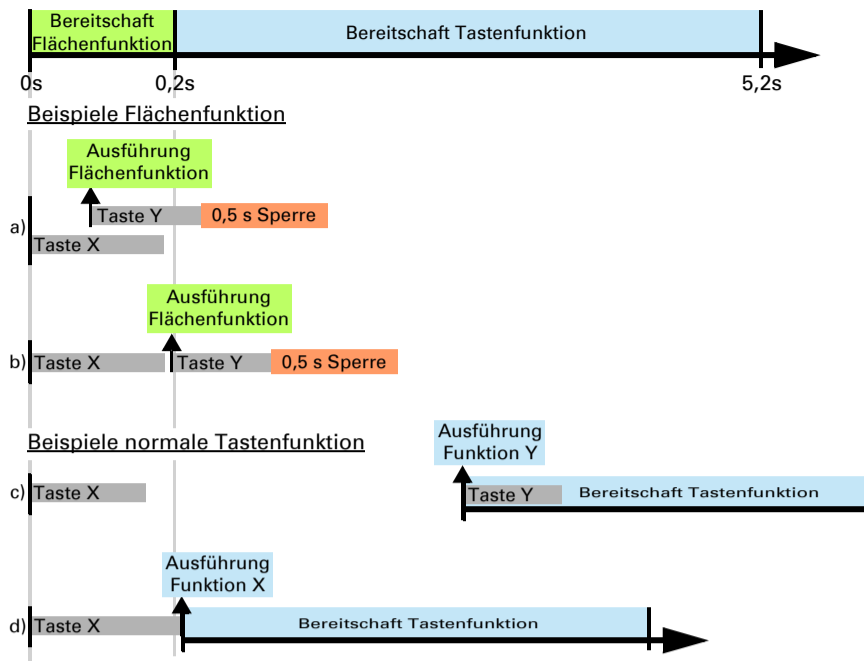 Bereitschaft
Flächenfunktion
Bereitschaft Tastenfunktion
0s
0,2s
5,2s
Beispiele Flächenfunktion
Ausführung
Flächenfunktion
a)
Taste Y
0,5 s Sperre
Taste X
Ausführung
Flächenfunktion
b)
Taste X
Taste Y
0,5 s Sperre
Beispiele normale Tastenfunktion
Ausführung
Funktion Y
c)
Taste X
Taste Y
Bereitschaft Tastenfunktion
Ausführung
Funktion X
d)
Taste X
Bereitschaft Tastenfunktion